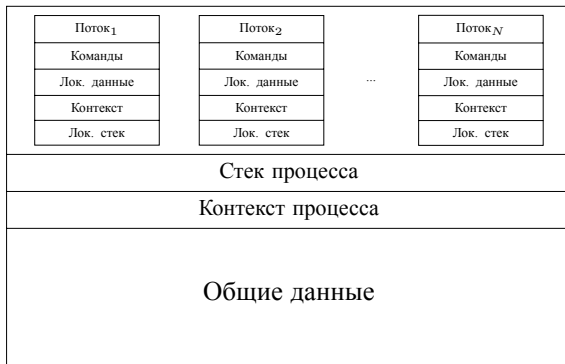 Поток₁ Поток₂ Поток_N
Команды Команды Команды
Лок. данные Лок. данные ... Лок. данные
Контекст Контекст Контекст
Лок. стек Лок. стек Лок. стек
Стек процесса
Контекст процесса
Общие данные